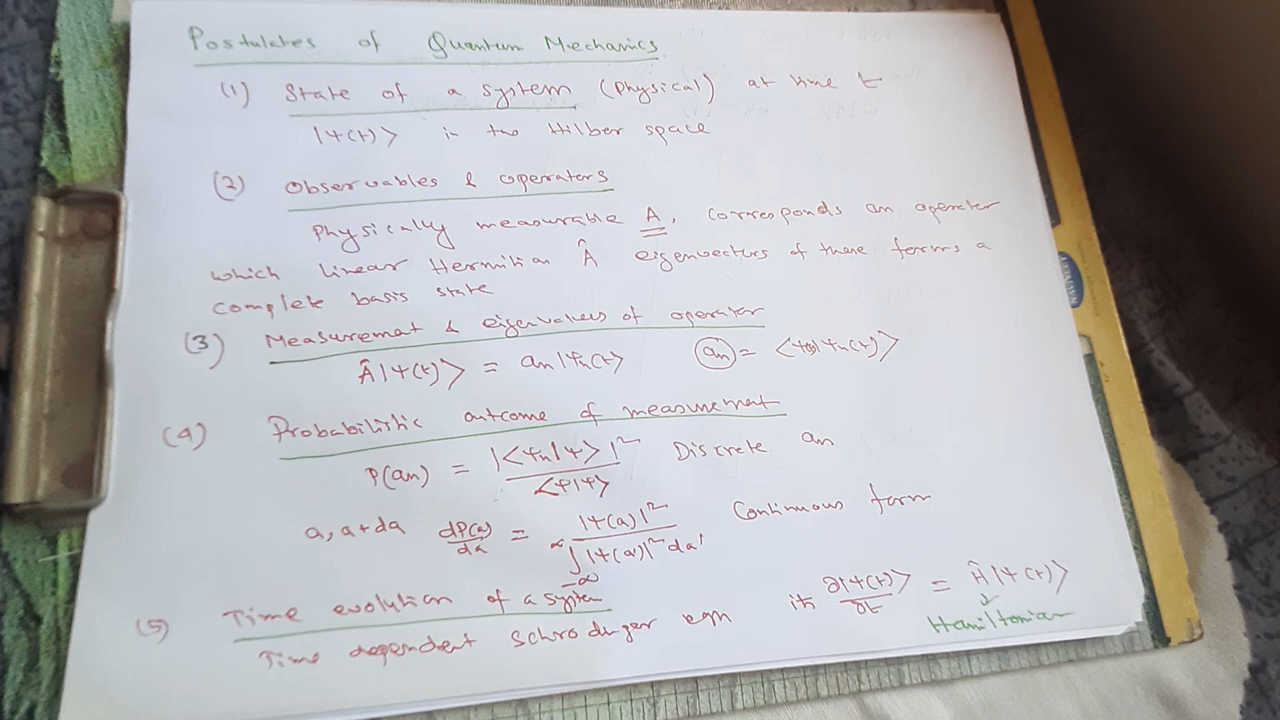 Postulates of Quantum Mechanics
(1) State of a system (Physical) at time t
|ψ(t)> in the Hilber space
(2) Observables & operators
Physically measurable A, corresponds an operator
which linear Hermitian Â eigenvectors of these forms a
complete basis state
(3) Measuremat & eigenvalues of operator
Â|ψ(t)> = an|ψn(t)> an = <ψ(t)|ψn(t)>
(4) Probabilistic outcome of measurement
P(an) = |<ψn|ψ>|² / <ψ|ψ> Discrete an
a, a+da dP(a)/da = |ψ(a)|² / ∫_{-∞}^{∞} |ψ(a')|² da' Continuous form
(5) Time evolution of a system
Time dependent Schrodinger eqn iħ ∂|ψ(t)>/∂t = Ĥ|ψ(t)>
Hamiltonian